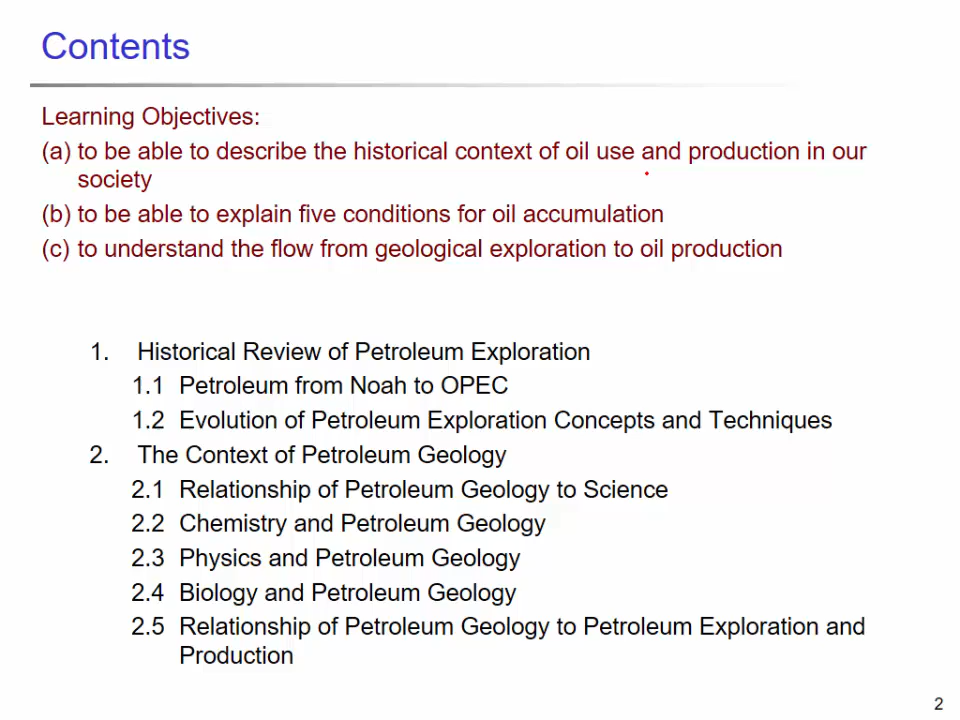 Contents
Learning Objectives:
(a) to be able to describe the historical context of oil use and production in our
society
(b) to be able to explain five conditions for oil accumulation
(c) to understand the flow from geological exploration to oil production
1. Historical Review of Petroleum Exploration
1.1 Petroleum from Noah to OPEC
1.2 Evolution of Petroleum Exploration Concepts and Techniques
2. The Context of Petroleum Geology
2.1 Relationship of Petroleum Geology to Science
2.2 Chemistry and Petroleum Geology
2.3 Physics and Petroleum Geology
2.4 Biology and Petroleum Geology
2.5 Relationship of Petroleum Geology to Petroleum Exploration and
Production
2